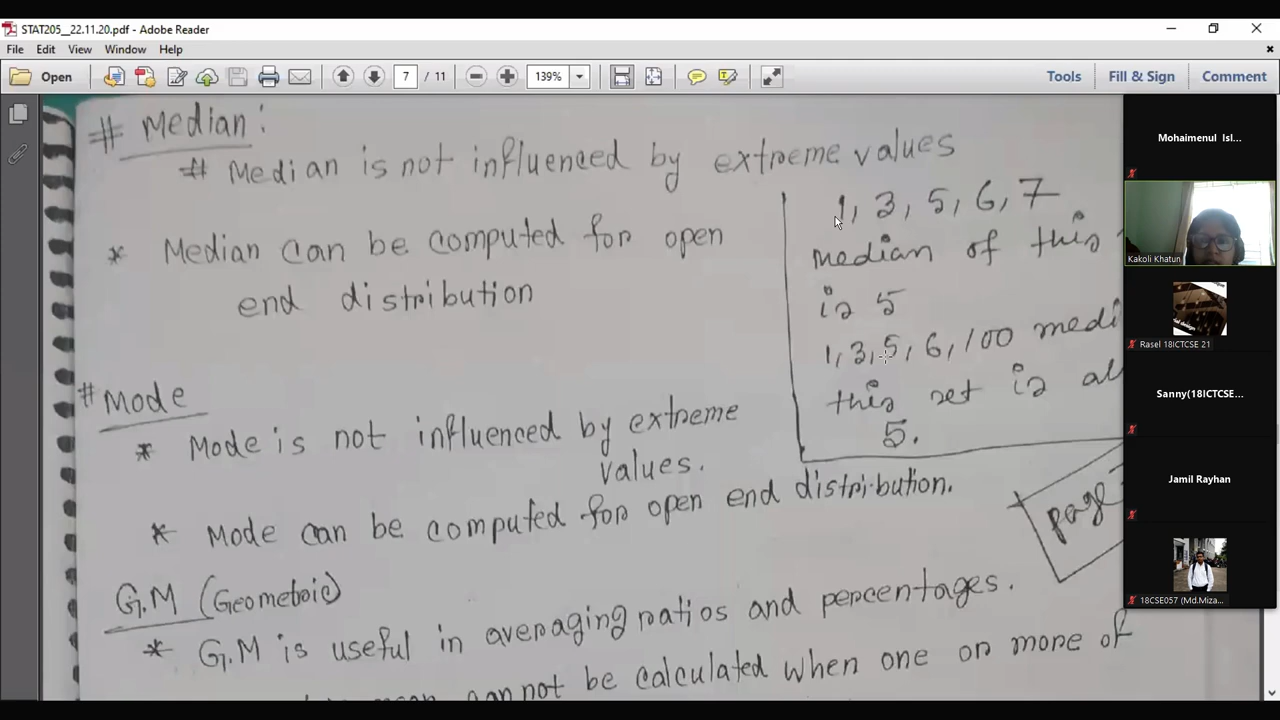 STAT205__22.11.20.pdf - Adobe Reader
File Edit View Window Help
Open 7 / 11 139% Tools Fill & Sign Comment
# Median:
# Median is not influenced by extreme values
* Median can be computed for open
end distribution
1, 3, 5, 6, 7
median of this
is 5
1, 3, 5, 6, 100 medi
this set is al
5.
# Mode
* Mode is not influenced by extreme
values.
* Mode can be computed for open end distribution.
page
G.M (Geometric)
* G.M is useful in averaging ratios and percentages.
cannot be calculated when one or more of
Mohaimenul Isl...
Kakoli Khatun
Rasel 18ICTCSE 21
Sanny(18ICTCSE...
Jamil Rayhan
18CSE057 (Md.Miza...